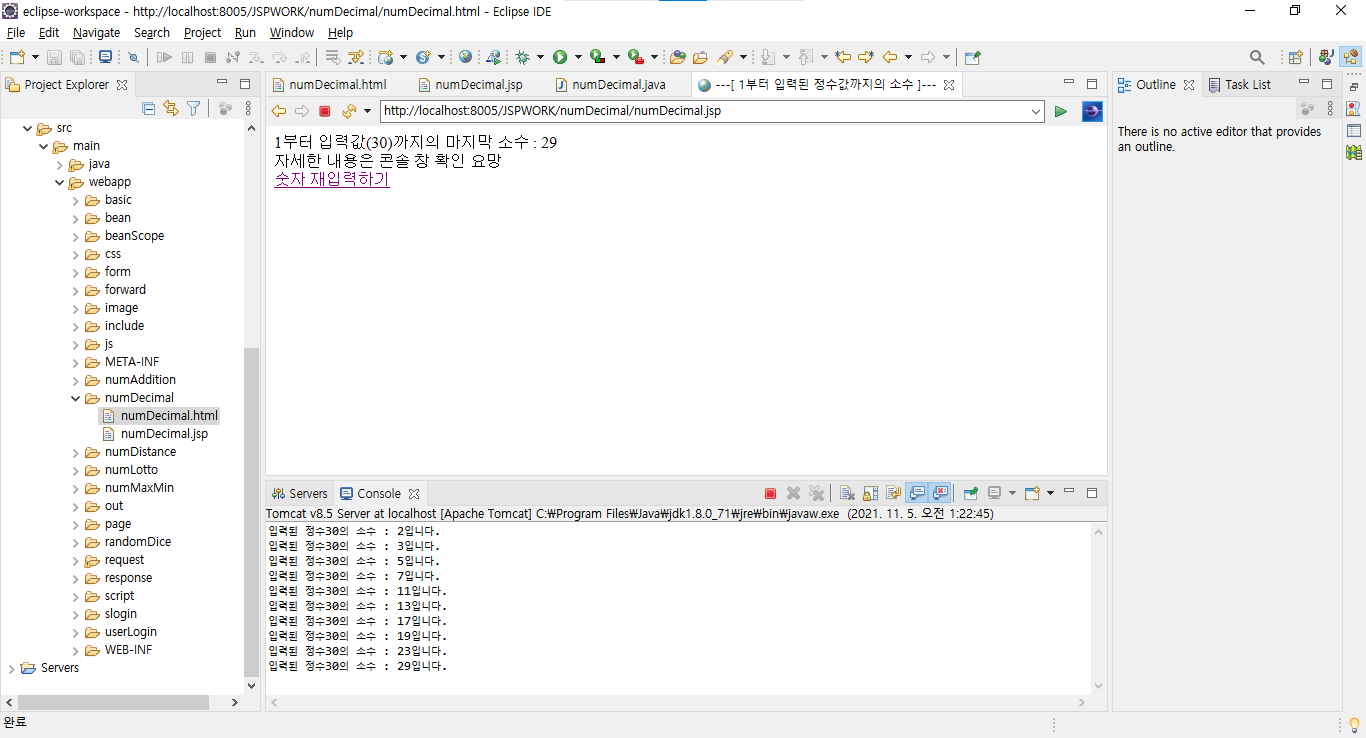 eclipse-workspace - http://localhost:8005/JSPWORK/numDecimal/numDecimal.html - Eclipse IDE
File Edit Navigate Search Project Run Window Help
Project Explorer
src
main
java
webapp
basic
bean
beanScope
css
form
forward
image
include
js
META-INF
numAddition
numDecimal
numDecimal.html
numDecimal.jsp
numDistance
numLotto
numMaxMin
out
page
randomDice
request
response
script
slogin
userLogin
WEB-INF
Servers
numDecimal.html numDecimal.jsp numDecimal.java ---[ 1부터 입력된 정수값까지의 소수 ]---
http://localhost:8005/JSPWORK/numDecimal/numDecimal.jsp
1부터 입력값(30)까지의 마지막 소수 : 29
자세한 내용은 콘솔 창 확인 요망
숫자 재입력하기
Servers Console
Tomcat v8.5 Server at localhost [Apache Tomcat] C:₩Program Files₩Java₩jdk1.8.0_71₩jre₩bin₩javaw.exe (2021. 11. 5. 오전 1:22:45)
입력된 정수30의 소수 : 2입니다.
입력된 정수30의 소수 : 3입니다.
입력된 정수30의 소수 : 5입니다.
입력된 정수30의 소수 : 7입니다.
입력된 정수30의 소수 : 11입니다.
입력된 정수30의 소수 : 13입니다.
입력된 정수30의 소수 : 17입니다.
입력된 정수30의 소수 : 19입니다.
입력된 정수30의 소수 : 23입니다.
입력된 정수30의 소수 : 29입니다.
Outline Task List
There is no active editor that provides
an outline.
완료